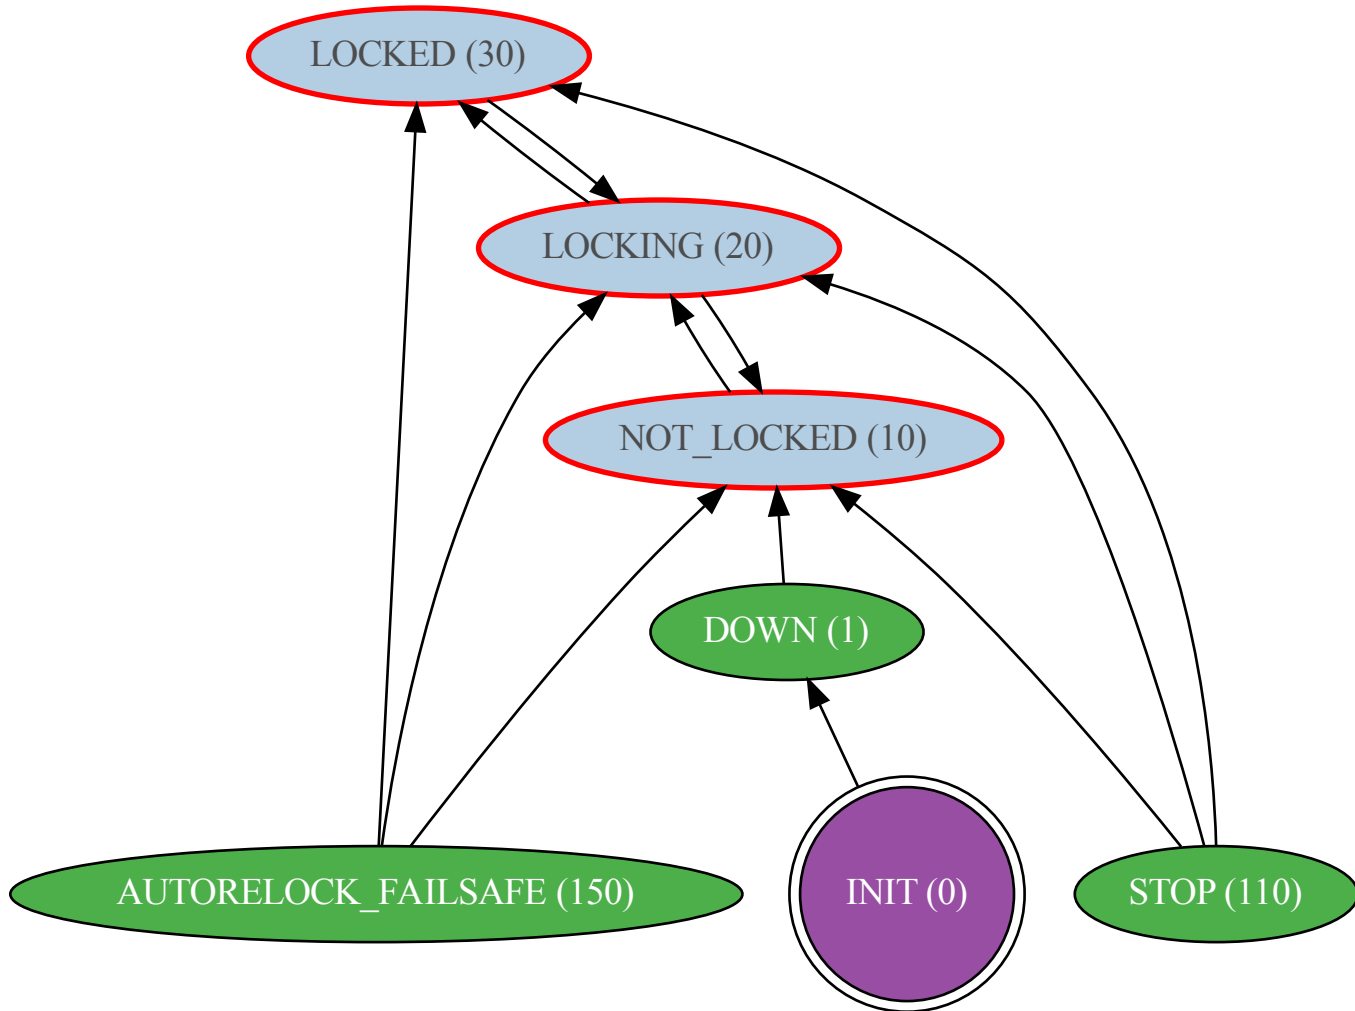 LOCKED (30)
LOCKING (20)
NOT_LOCKED (10)
DOWN (1)
AUTORELOCK_FAILSAFE (150)
INIT (0)
STOP (110)